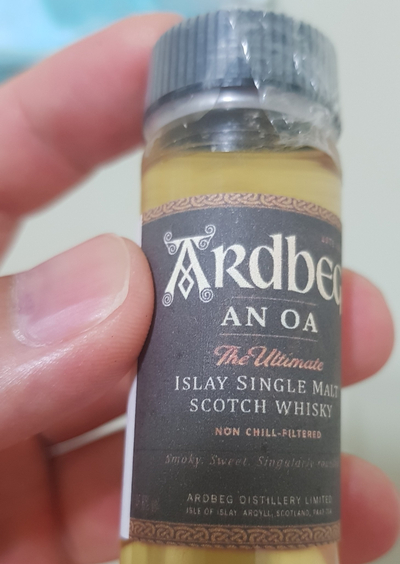 Ardbeg
AN OA
The Ultimate
ISLAY SINGLE MALT
SCOTCH WHISKY
NON CHILL-FILTERED
Smoky. Sweet. Singularly
ARDBEG DISTILLERY LIMITED
ISLE OF ISLAY, ARGYLL, SCOTLAND,